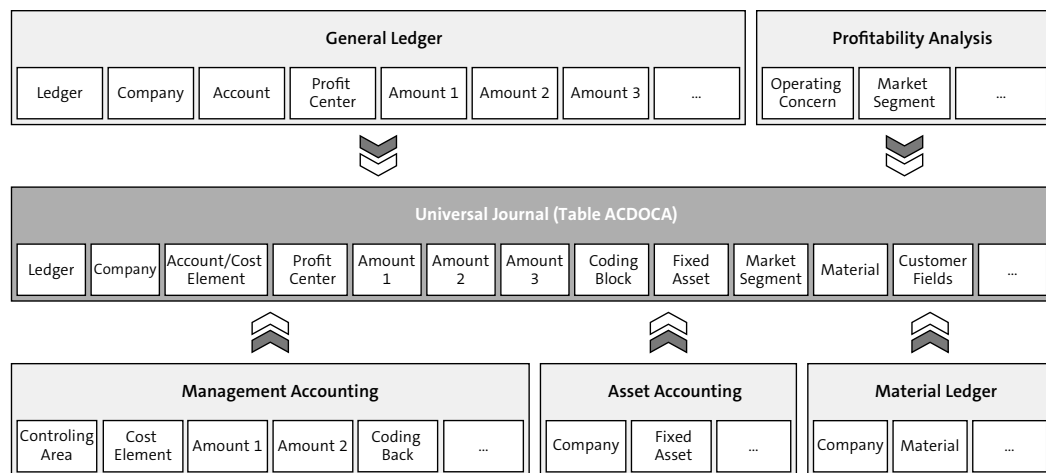 General Ledger
Ledger
Company
Account
Profit
Center
Amount 1
Amount 2
Amount 3
...
Profitability Analysis
Operating
Concern
Market
Segment
...
Universal Journal (Table ACDOCA)
Ledger
Company
Account/Cost
Element
Profit
Center
Amount
1
Amount
2
Amount
3
Coding
Block
Fixed
Asset
Market
Segment
Material
Customer
Fields
...
Management Accounting
Controling
Area
Cost
Element
Amount 1
Amount 2
Coding
Back
...
Asset Accounting
Company
Fixed
Asset
...
Material Ledger
Company
Material
...